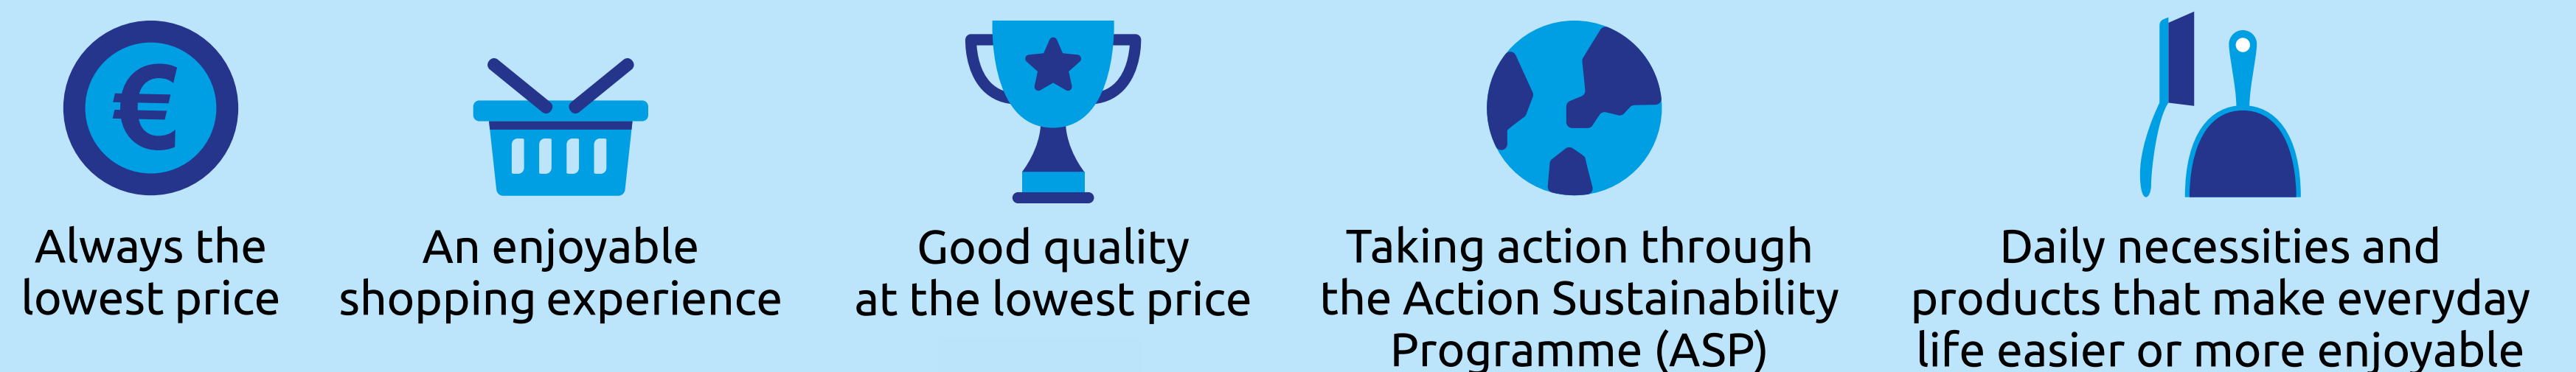 €
Always the
lowest price
An enjoyable
shopping experience
Good quality
at the lowest price
Taking action through
the Action Sustainability
Programme (ASP)
Daily necessities and
products that make everyday
life easier or more enjoyable